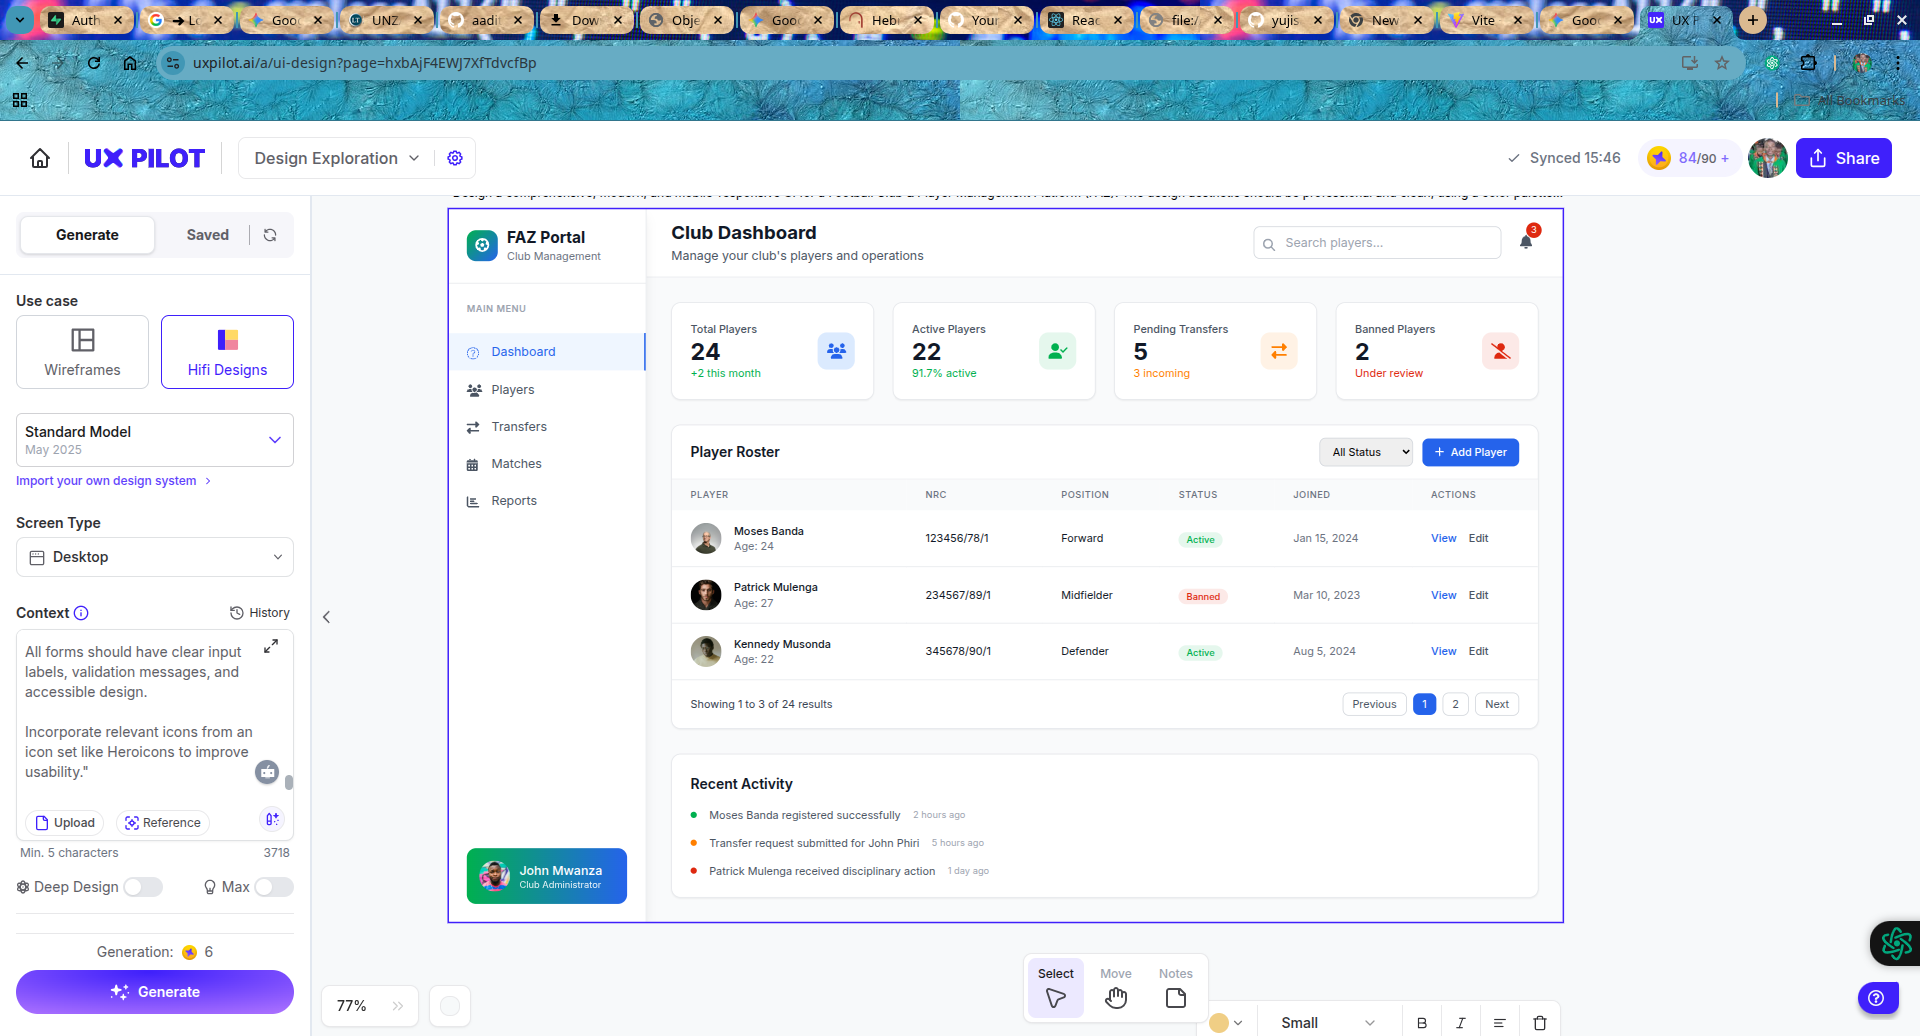 Auth
Goo
UNZ
aadi
Dow
Obje
Goo
Heb
Your
Reac
file:/
yujis
New
Vite
Goo
UX P
uxpilot.ai/a/ui-design?page=hxbAjF4EWJ7XfTdvcfBp
All Bookmarks
UX PILOT
Design Exploration
Synced 15:46
84/90 +
Share
Generate
Saved
Use case
Wireframes
Hifi Designs
Standard Model
May 2025
Import your own design system
Screen Type
Desktop
Context
History
All forms should have clear input
labels, validation messages, and
accessible design.
Incorporate relevant icons from an
icon set like Heroicons to improve
usability."
Upload
Reference
Min. 5 characters
3718
Deep Design
Max
Generation:
6
Generate
FAZ Portal
Club Management
MAIN MENU
Dashboard
Players
Transfers
Matches
Reports
John Mwanza
Club Administrator
Club Dashboard
Manage your club's players and operations
Search players...
3
Total Players
24
+2 this month
Active Players
22
91.7% active
Pending Transfers
5
3 incoming
Banned Players
2
Under review
Player Roster
All Status
+ Add Player
PLAYER NRC POSITION STATUS JOINED ACTIONS
Moses Banda
Age: 24
123456/78/1
Forward
Active
Jan 15, 2024
View Edit
Patrick Mulenga
Age: 27
234567/89/1
Midfielder
Banned
Mar 10, 2023
View Edit
Kennedy Musonda
Age: 22
345678/90/1
Defender
Active
Aug 5, 2024
View Edit
Showing 1 to 3 of 24 results
Previous 1 2 Next
Recent Activity
Moses Banda registered successfully 2 hours ago
Transfer request submitted for John Phiri 5 hours ago
Patrick Mulenga received disciplinary action 1 day ago
77%
Select
Move
Notes
Small
B
I